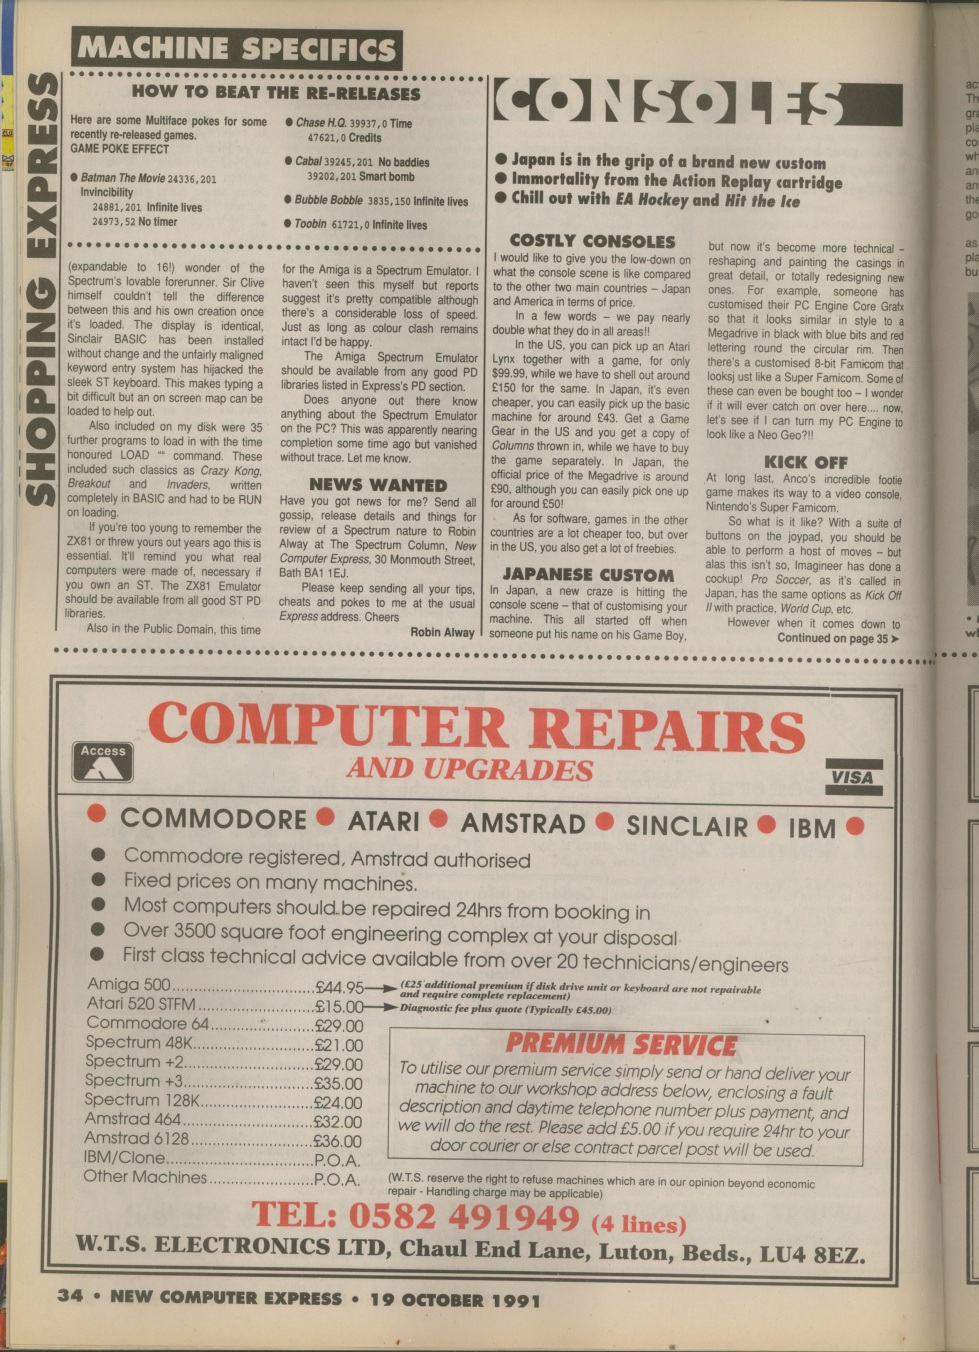 MACHINE SPECIFICS
SHOPPING EXPRESS
HOW TO BEAT THE RE-RELEASES
Here are some Multiface pokes for some
recently re-released games.
GAME POKE EFFECT
● Batman The Movie 24336,201
Invincibility
24881,201 Infinite lives
24973,52 No timer
● Chase H.Q. 39937,0 Time
47621,0 Credits
● Cabal 39245,201 No baddies
39202,201 Smart bomb
● Bubble Bobble 3835,150 Infinite lives
● Toobin 61721,0 Infinite lives
(expandable to 16!) wonder of the
Spectrum's lovable forerunner. Sir Clive
himself couldn't tell the difference
between this and his own creation once
it's loaded. The display is identical,
Sinclair BASIC has been installed
without change and the unfairly maligned
keyword entry system has hijacked the
sleek ST keyboard. This makes typing a
bit difficult but an on screen map can be
loaded to help out.
Also included on my disk were 35
further programs to load in with the time
honoured LOAD "" command. These
included such classics as Crazy Kong,
Breakout and Invaders, written
completely in BASIC and had to be RUN
on loading.
If you're too young to remember the
ZX81 or threw yours out years ago this is
essential. It'll remind you what real
computers were made of, necessary if
you own an ST. The ZX81 Emulator
should be available from all good ST PD
libraries.
Also in the Public Domain, this time
for the Amiga is a Spectrum Emulator. I
haven't seen this myself but reports
suggest it's pretty compatible although
there's a considerable loss of speed.
Just as long as colour clash remains
intact I'd be happy.
The Amiga Spectrum Emulator
should be available from any good PD
libraries listed in Express's PD section.
Does anyone out there know
anything about the Spectrum Emulator
on the PC? This was apparently nearing
completion some time ago but vanished
without trace. Let me know.
NEWS WANTED
Have you got news for me? Send all
gossip, release details and things for
review of a Spectrum nature to Robin
Alway at The Spectrum Column, New
Computer Express, 30 Monmouth Street,
Bath BA1 1EJ.
Please keep sending all your tips,
cheats and pokes to me at the usual
Express address. Cheers
Robin Alway
CONSOLES
● Japan is in the grip of a brand new custom
● Immortality from the Action Replay cartridge
● Chill out with EA Hockey and Hit the Ice
COSTLY CONSOLES
I would like to give you the low-down on
what the console scene is like compared
to the other two main countries – Japan
and America in terms of price.
In a few words – we pay nearly
double what they do in all areas!!
In the US, you can pick up an Atari
Lynx together with a game, for only
$99.99, while we have to shell out around
£150 for the same. In Japan, it's even
cheaper, you can easily pick up the basic
machine for around £43. Get a Game
Gear in the US and you get a copy of
Columns thrown in, while we have to buy
the game separately. In Japan, the
official price of the Megadrive is around
£90, although you can easily pick one up
for around £50!
As for software, games in the other
countries are a lot cheaper too, but over
in the US, you also get a lot of freebies.
JAPANESE CUSTOM
In Japan, a new craze is hitting the
console scene – that of customising your
machine. This all started off when
someone put his name on his Game Boy,
but now it's become more technical –
reshaping and painting the casings in
great detail, or totally redesigning new
ones. For example, someone has
customised their PC Engine Core Grafx
so that it looks similar in style to a
Megadrive in black with blue bits and red
lettering round the circular rim. Then
there's a customised 8-bit Famicom that
looksj ust like a Super Famicom. Some of
these can even be bought too – I wonder
if it will ever catch on over here.... now,
let's see if I can turn my PC Engine to
look like a Neo Geo?!!
KICK OFF
At long last, Anco's incredible footie
game makes its way to a video console,
Nintendo's Super Famicom.
So what is it like? With a suite of
buttons on the joypad, you should be
able to perform a host of moves – but
alas this isn't so, Imagineer has done a
cockup! Pro Soccer, as it's called in
Japan, has the same options as Kick Off
II with practice, World Cup, etc.
However when it comes down to
Continued on page 35 ➤
COMPUTER REPAIRS
AND UPGRADES
Access
VISA
● COMMODORE ● ATARI ● AMSTRAD ● SINCLAIR ● IBM ●
● Commodore registered, Amstrad authorised
● Fixed prices on many machines.
● Most computers should be repaired 24hrs from booking in
● Over 3500 square foot engineering complex at your disposal
● First class technical advice available from over 20 technicians/engineers
Amiga 500..............................£44.95 (£25 additional premium if disk drive unit or keyboard are not repairable
and require complete replacement)
Atari 520 STFM.........................£15.00 Diagnostic fee plus quote (Typically £45.00)
Commodore 64......................£29.00
Spectrum 48K.........................£21.00
Spectrum +2...........................£29.00
Spectrum +3...........................£35.00
Spectrum 128K........................£24.00
Amstrad 464...........................£32.00
Amstrad 6128..........................£36.00
IBM/Clone..............................P.O.A.
Other Machines......................P.O.A.
PREMIUM SERVICE
To utilise our premium service simply send or hand deliver your
machine to our workshop address below, enclosing a fault
description and daytime telephone number plus payment, and
we will do the rest. Please add £5.00 if you require 24hr to your
door courier or else contract parcel post will be used.
(W.T.S. reserve the right to refuse machines which are in our opinion beyond economic
repair - Handling charge may be applicable)
TEL: 0582 491949 (4 lines)
W.T.S. ELECTRONICS LTD, Chaul End Lane, Luton, Beds., LU4 8EZ.
34 • NEW COMPUTER EXPRESS • 19 OCTOBER 1991